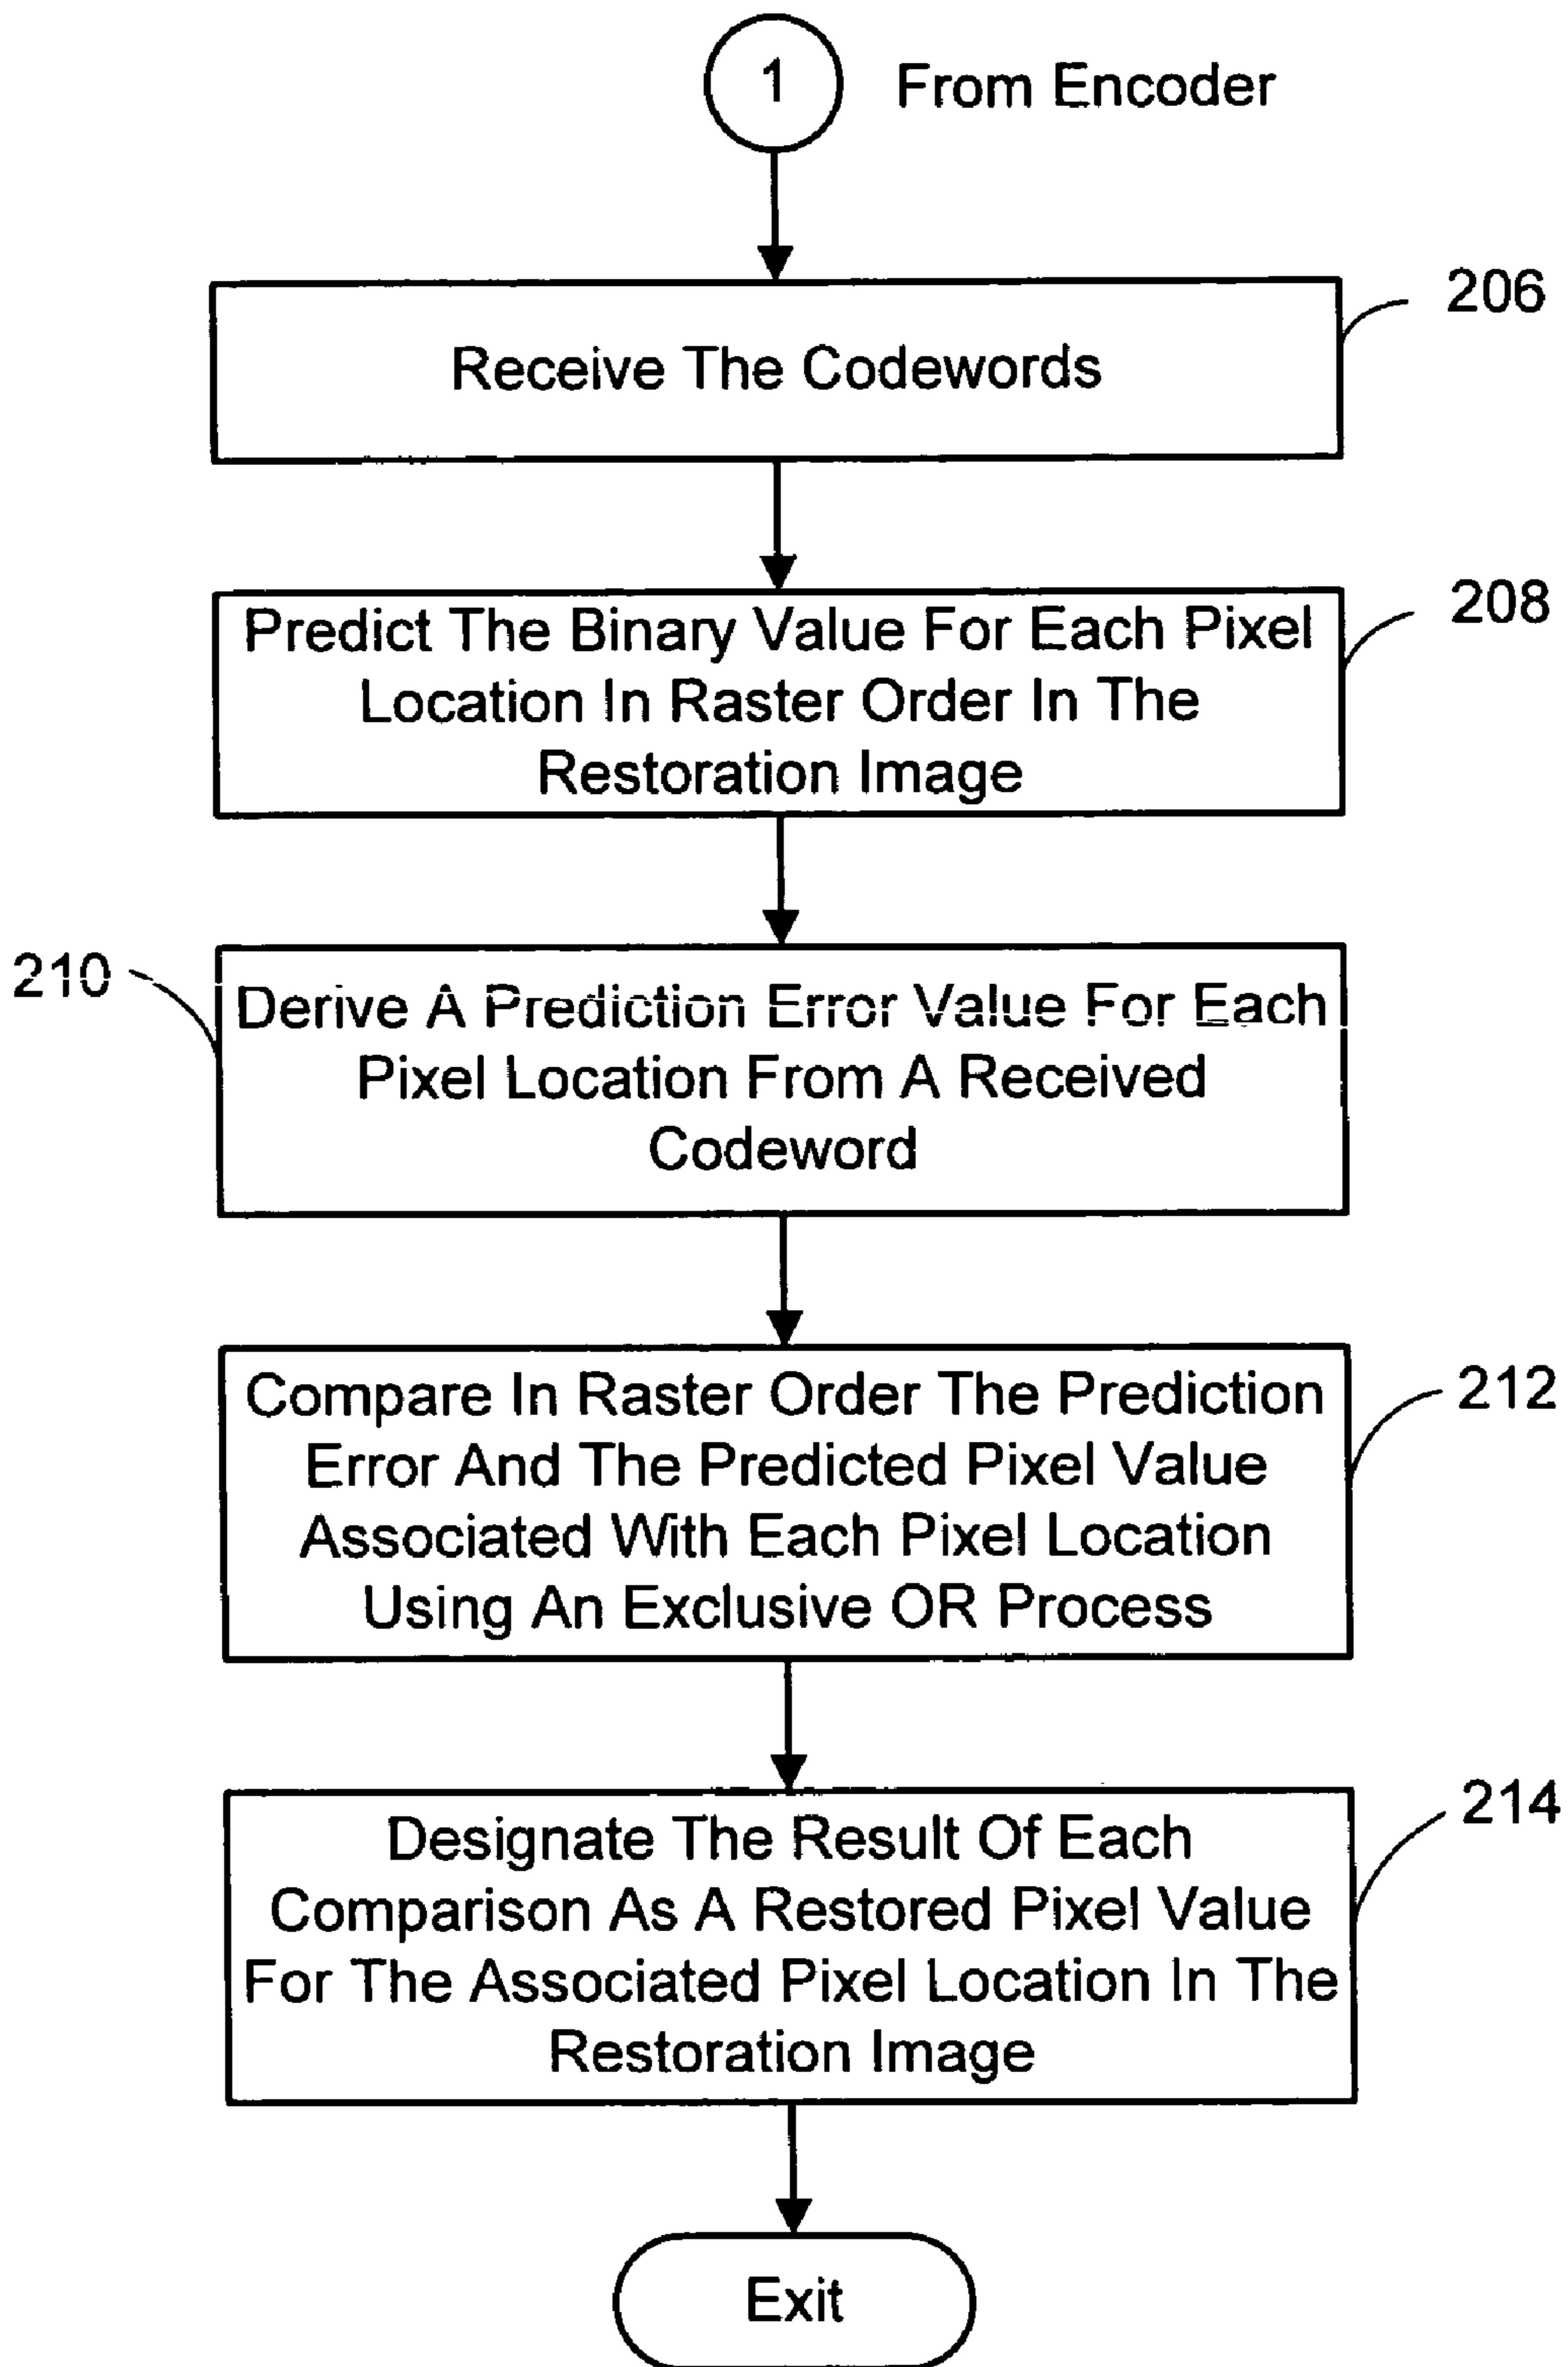 1
From Encoder
206
Receive The Codewords
208
Predict The Binary Value For Each Pixel
Location In Raster Order In The
Restoration Image
210
Derive A Prediction Error Value For Each
Pixel Location From A Received
Codeword
212
Compare In Raster Order The Prediction
Error And The Predicted Pixel Value
Associated With Each Pixel Location
Using An Exclusive OR Process
214
Designate The Result Of Each
Comparison As A Restored Pixel Value
For The Associated Pixel Location In The
Restoration Image
Exit